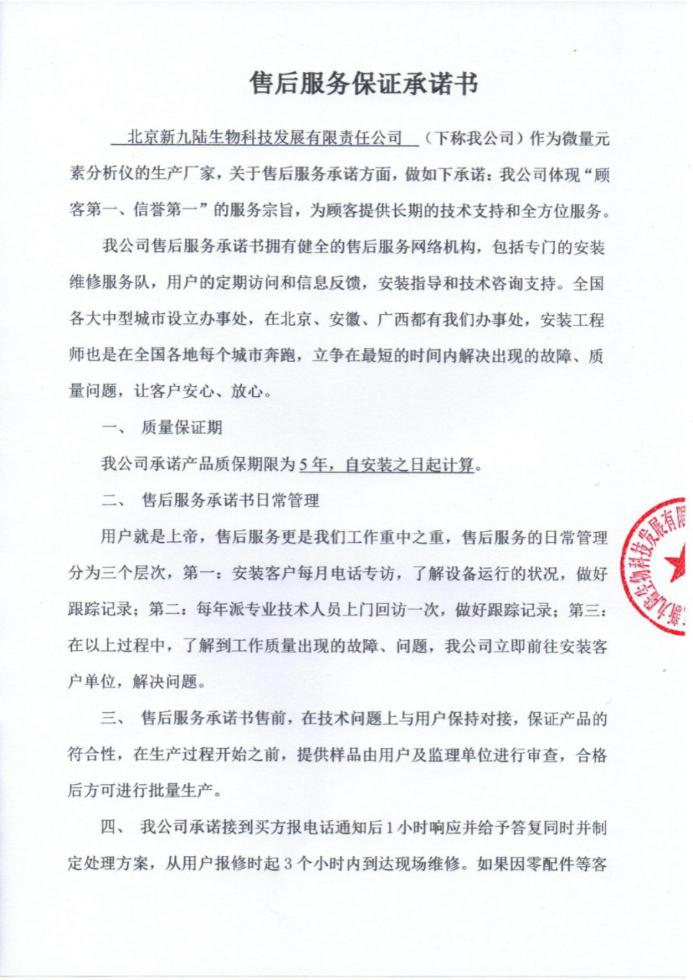 售后服务保证承诺书
北京新九陆生物科技发展有限责任公司 （下称我公司）作为微量元
素分析仪的生产厂家，关于售后服务承诺方面，做如下承诺：我公司体现“顾
客第一、信誉第一”的服务宗旨，为顾客提供长期的技术支持和全方位服务。
我公司售后服务承诺书拥有健全的售后服务网络机构，包括专门的安装
维修服务队，用户的定期访问和信息反馈，安装指导和技术咨询支持。全国
各大中型城市设立办事处，在北京、安徽、广西都有我们办事处，安装工程
师也是在全国各地每个城市奔跑，立争在最短的时间内解决出现的故障、质
量问题，让客户安心、放心。
一、 质量保证期
我公司承诺产品质保期限为 5 年，自安装之日起计算。
二、 售后服务承诺书日常管理
用户就是上帝，售后服务更是我们工作重中之重，售后服务的日常管理
分为三个层次，第一：安装客户每月电话专访，了解设备运行的状况，做好
跟踪记录；第二：每年派专业技术人员上门回访一次，做好跟踪记录；第三：
在以上过程中，了解到工作质量出现的故障、问题，我公司立即前往安装客
户单位，解决问题。
三、 售后服务承诺书售前，在技术问题上与用户保持对接，保证产品的
符合性，在生产过程开始之前，提供样品由用户及监理单位进行审查，合格
后方可进行批量生产。
四、 我公司承诺接到买方报电话通知后 1 小时响应并给予答复同时并制
定处理方案，从用户报修时起 3 个小时内到达现场维修。如果因零配件等客
新九陆生物科技发展有限